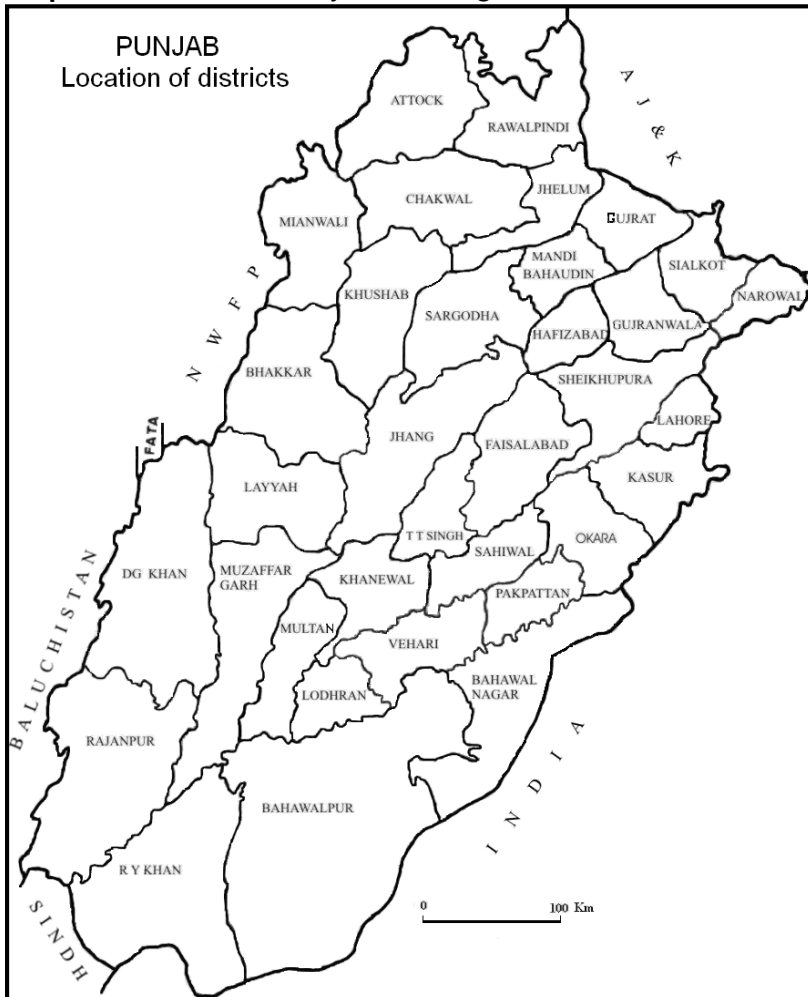 PUNJAB
Location of districts
ATTOCK
RAWALPINDI
A J & K
CHAKWAL
JHELUM
MIANWALI
GUJRAT
MANDI
BAHAUDIN
SIALKOT
NAROWAL
N W F P
KHUSHAB
SARGODHA
HAFIZABAD
GUJRANWALA
BHAKKAR
SHEIKHUPURA
LAHORE
FATA
JHANG
FAISALABAD
KASUR
LAYYAH
T T SINGH
SAHIWAL
OKARA
DG KHAN
MUZAFFAR
GARH
KHANEWAL
PAKPATTAN
MULTAN
VEHARI
BALUCHISTAN
LODHRAN
BAHAWAL
NAGAR
RAJANPUR
INDIA
BAHAWALPUR
R Y KHAN
SINDH
0 100 Km